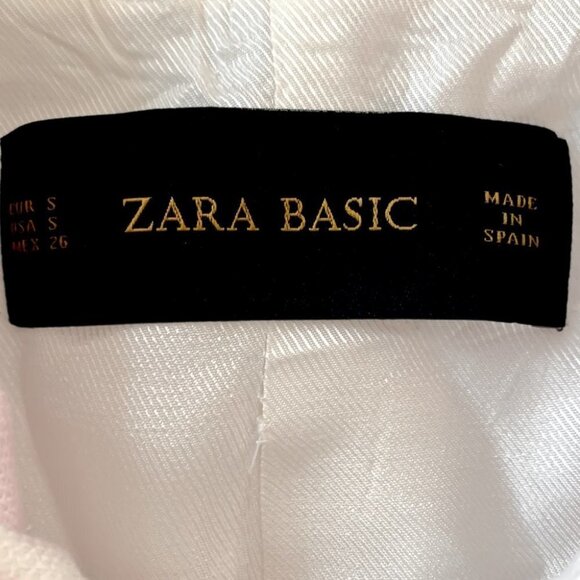 EUR S
USA S
MEX 26
ZARA BASIC
MADE
IN
SPAIN